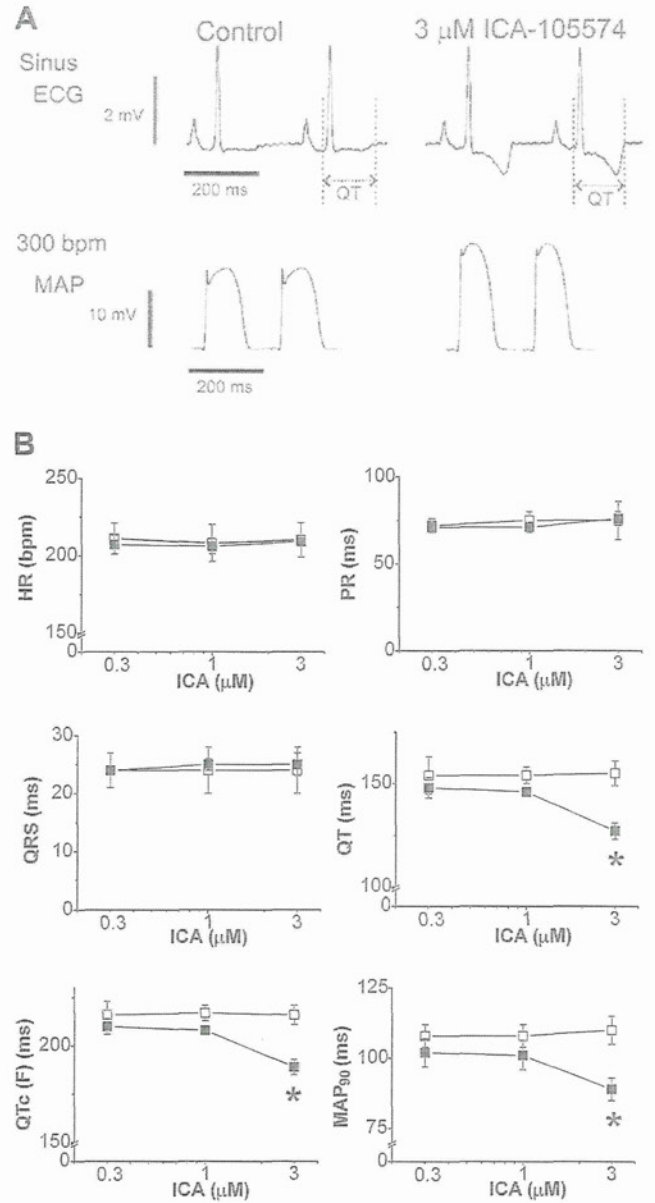 A
Control
3 μM ICA-105574
Sinus
ECG
2 mV
200 ms
QT
QT
300 bpm
MAP
10 mV
200 ms
B
HR (bpm)
250
200
150
0
0.3
1
3
ICA (μM)
PR (ms)
100
50
0
0.3
1
3
ICA (μM)
QRS (ms)
30
20
10
0
0.3
1
3
ICA (μM)
QT (ms)
150
100
0
0.3
1
3
ICA (μM)
*
QTc (F) (ms)
200
150
0
0.3
1
3
ICA (μM)
*
MAP₉₀ (ms)
125
100
75
0
0.3
1
3
ICA (μM)
*